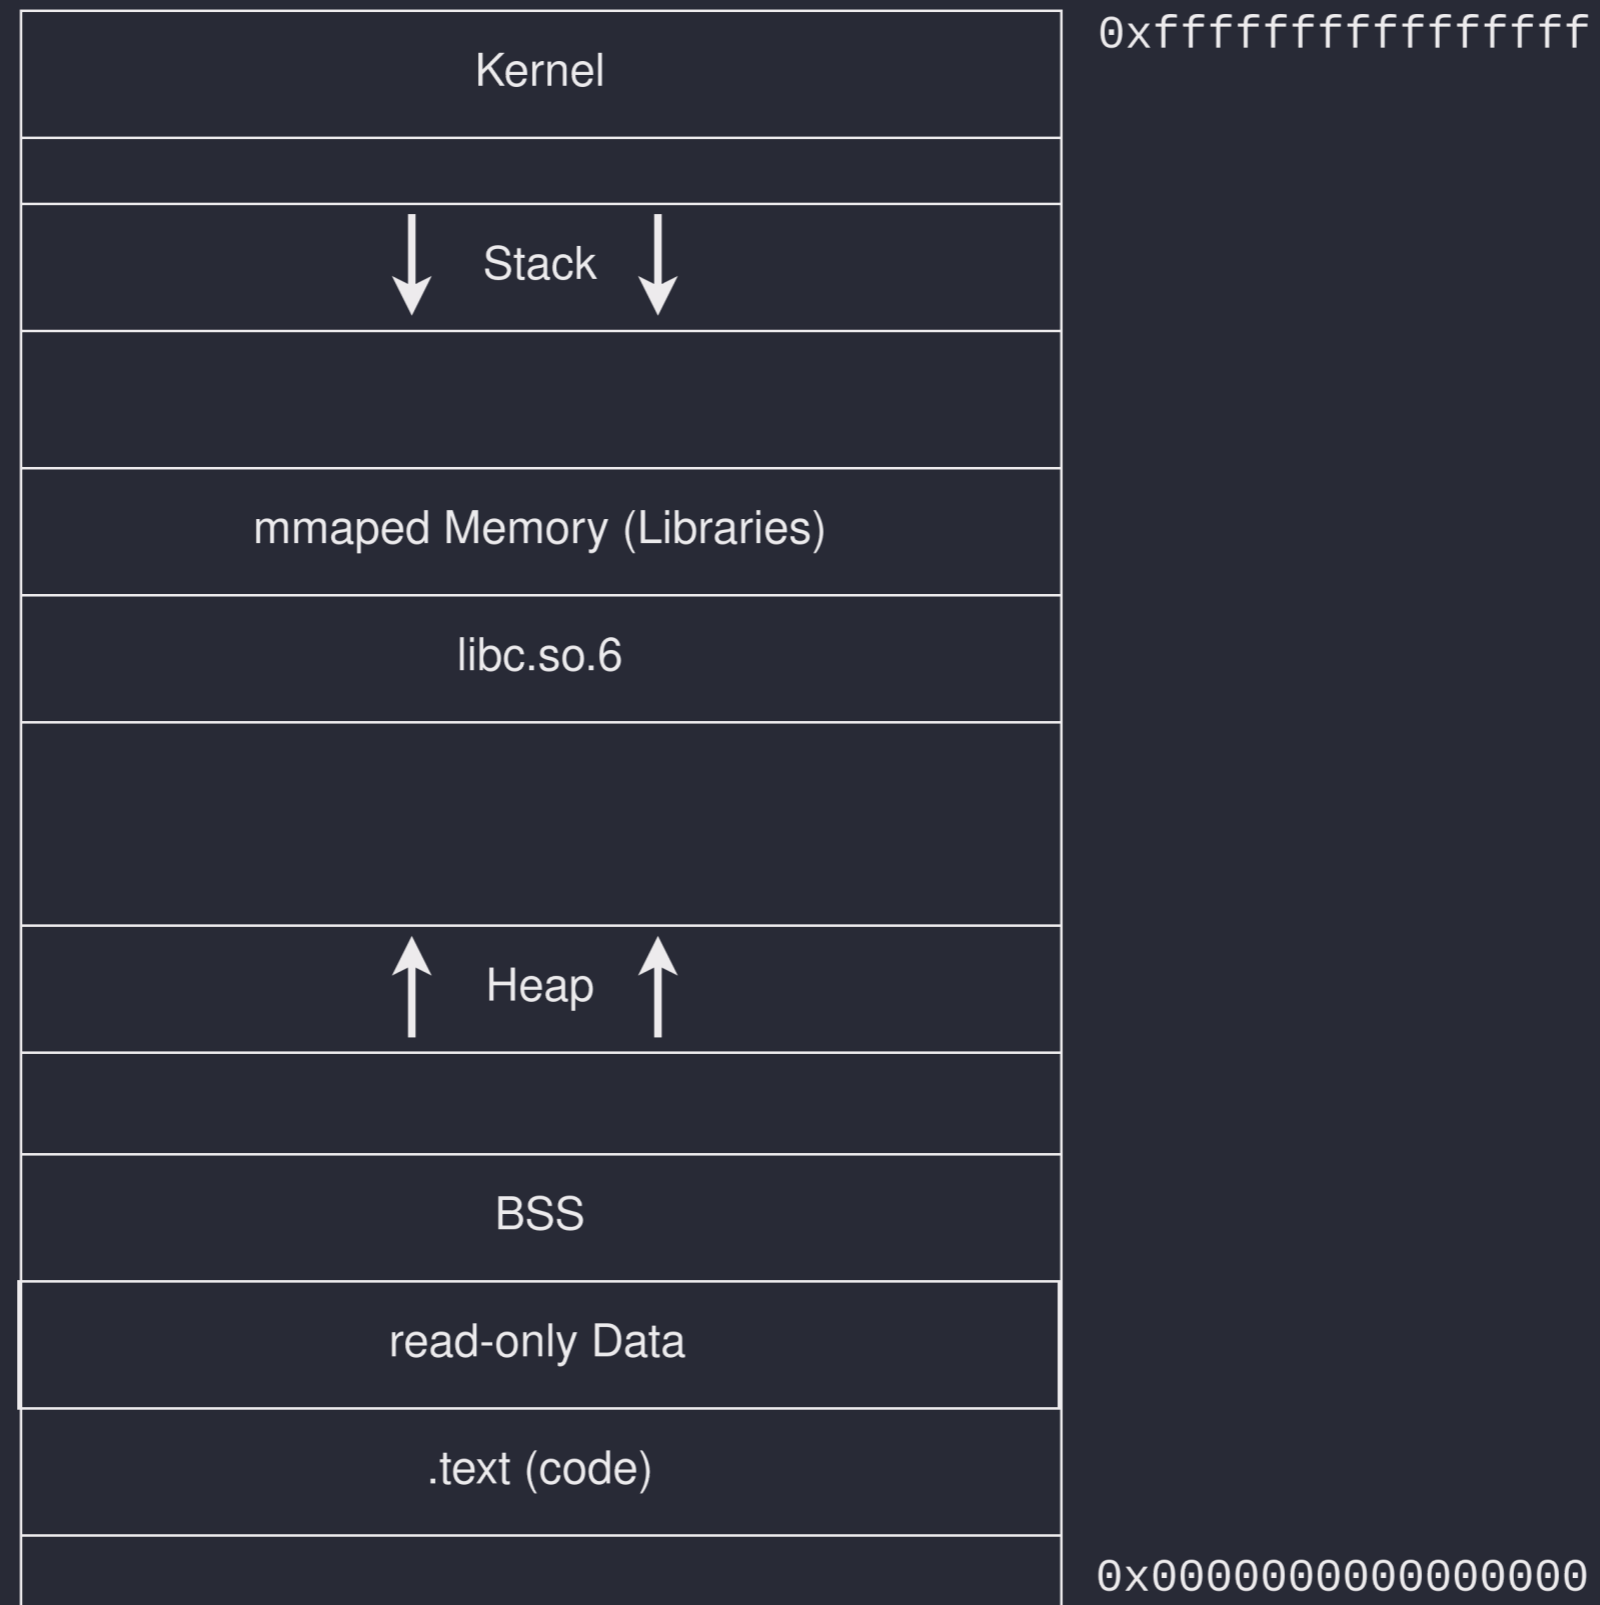 0xffffffffffffffff
Kernel
Stack
mmaped Memory (Libraries)
libc.so.6
Heap
BSS
read-only Data
.text (code)
0x0000000000000000